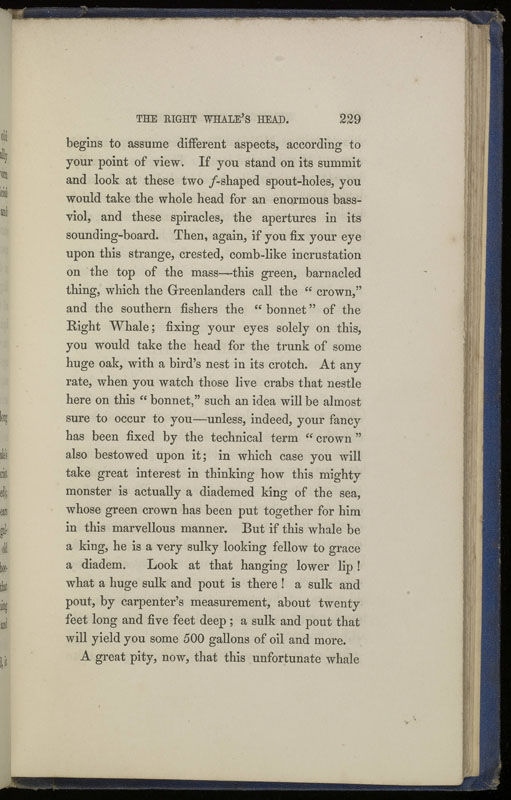 THE RIGHT WHALE'S HEAD. 229
begins to assume different aspects, according to
your point of view. If you stand on its summit
and look at these two f-shaped spout-holes, you
would take the whole head for an enormous bass-
viol, and these spiracles, the apertures in its
sounding-board. Then, again, if you fix your eye
upon this strange, crested, comb-like incrustation
on the top of the mass—this green, barnacled
thing, which the Greenlanders call the " crown,"
and the southern fishers the " bonnet" of the
Right Whale; fixing your eyes solely on this,
you would take the head for the trunk of some
huge oak, with a bird's nest in its crotch. At any
rate, when you watch those live crabs that nestle
here on this " bonnet," such an idea will be almost
sure to occur to you—unless, indeed, your fancy
has been fixed by the technical term " crown "
also bestowed upon it; in which case you will
take great interest in thinking how this mighty
monster is actually a diademed king of the sea,
whose green crown has been put together for him
in this marvellous manner. But if this whale be
a king, he is a very sulky looking fellow to grace
a diadem. Look at that hanging lower lip!
what a huge sulk and pout is there! a sulk and
pout, by carpenter's measurement, about twenty
feet long and five feet deep; a sulk and pout that
will yield you some 500 gallons of oil and more.
A great pity, now, that this unfortunate whale